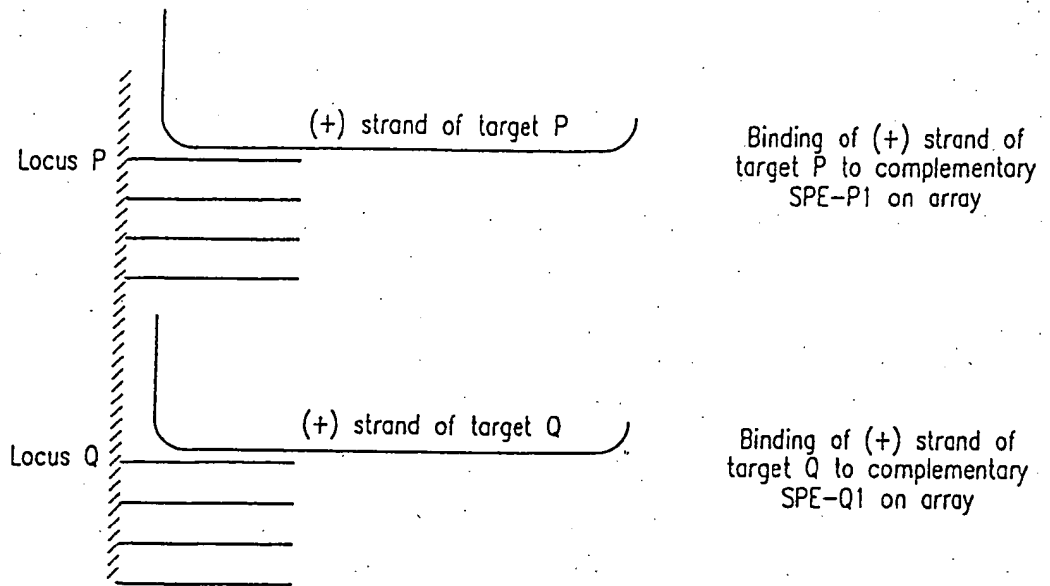 (+) strand of target P
Locus P
Binding of (+) strand of
target P to complementary
SPE-P1 on array
(+) strand of target Q
Locus Q
Binding of (+) strand of
target Q to complementary
SPE-Q1 on array